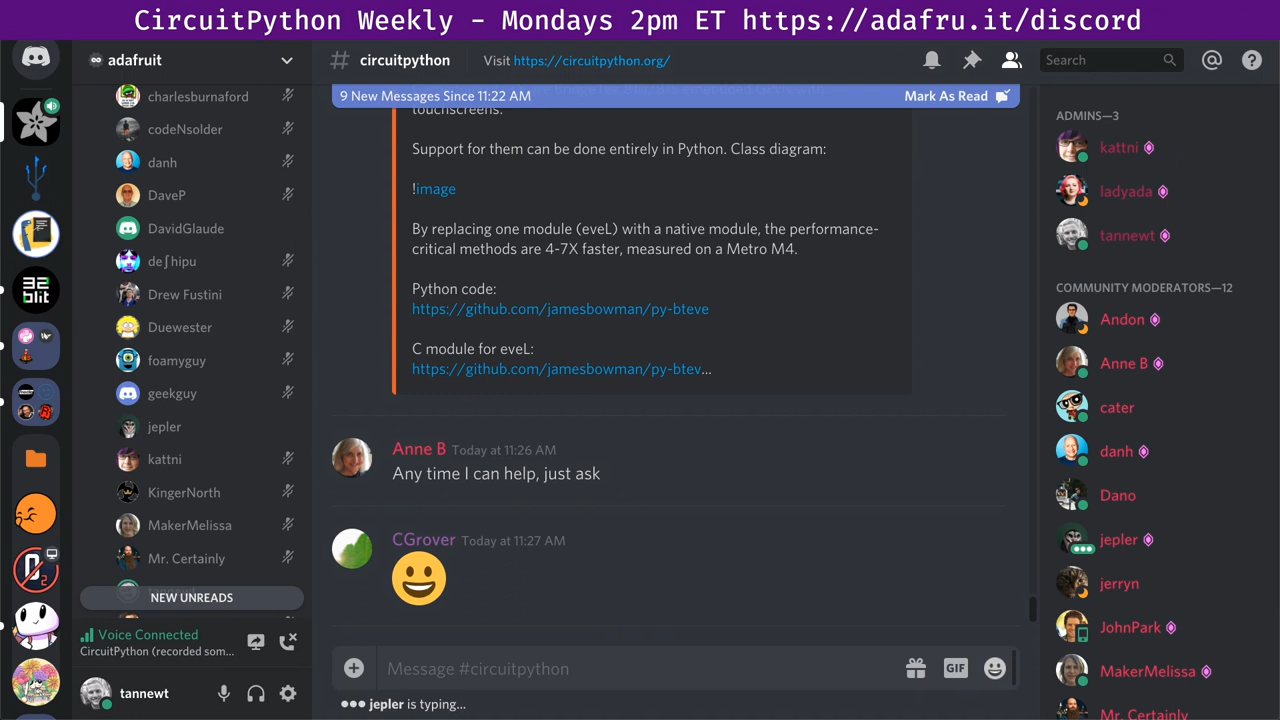 CircuitPython Weekly - Mondays 2pm ET https://adafru.it/discord
adafruit
charlesburnaford
codeNsolder
danh
DaveP
DavidGlaude
de∫hipu
Drew Fustini
Duewester
foamyguy
geekguy
jepler
kattni
KingerNorth
MakerMelissa
Mr. Certainly
NEW UNREADS
Voice Connected
CircuitPython (recorded som...
tannewt
# circuitpython Visit https://circuitpython.org/
Search
9 New Messages Since 11:22 AM Mark As Read
touchscreens.
Support for them can be done entirely in Python. Class diagram:
!image
By replacing one module (eveL) with a native module, the performance-
critical methods are 4-7X faster, measured on a Metro M4.
Python code:
https://github.com/jamesbowman/py-bteve
C module for eveL:
https://github.com/jamesbowman/py-btev...
Anne B Today at 11:26 AM
Any time I can help, just ask
CGrover Today at 11:27 AM
Message #circuitpython
GIF
jepler is typing...
ADMINS—3
kattni
ladyada
tannewt
COMMUNITY MODERATORS—12
Andon
Anne B
cater
danh
Dano
jepler
jerryn
JohnPark
MakerMelissa
Mr. Certainly
32
blit